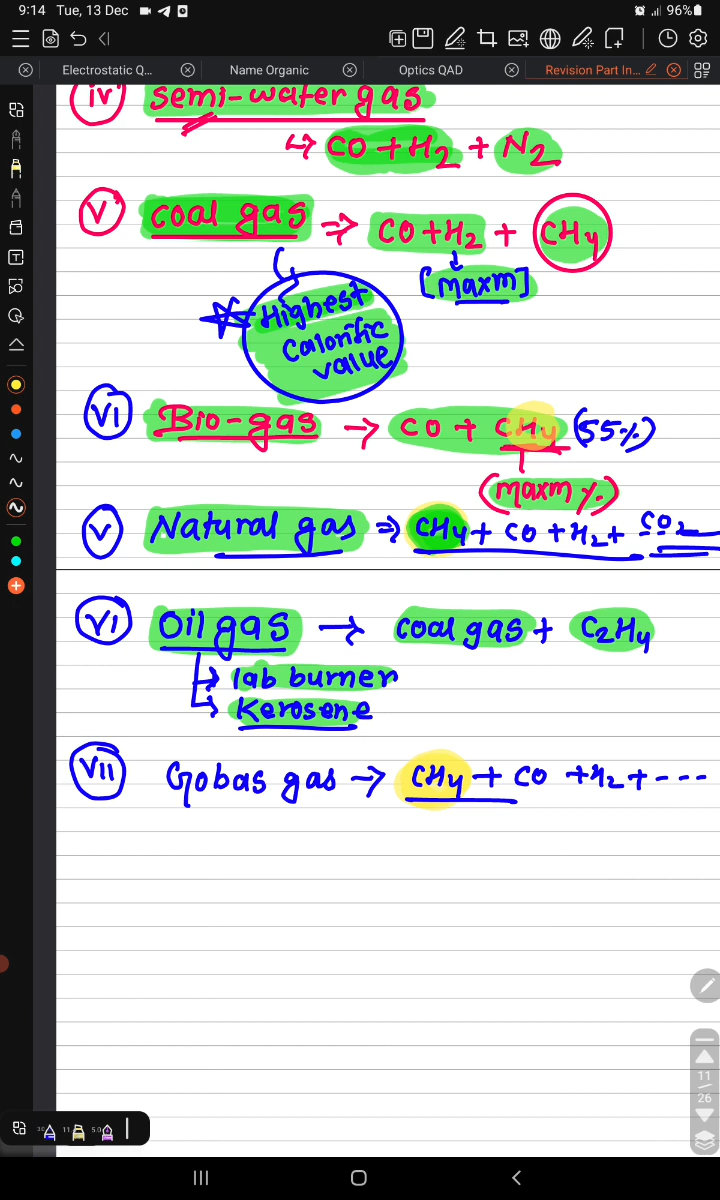 9:14 Tue, 13 Dec
96%
Electrostatic Q...
Name Organic
Optics QAD
Revision Part In...
(iv) semi-water gas
↳ CO + H2 + N2
(V) coal gas ⇒ CO + H2 + (CH4)
[maxm]
Highest
Calorific
value
(VI) Bio-gas → CO + CH4 (55%)
(maxm %)
(V) Natural gas ⇒ CH4 + CO + H2 + CO2
(VI) Oil gas → coal gas + C2H4
↳ lab burner
↳ Kerosene
(VII) Gobas gas → CH4 + CO + H2 + ----
11
26